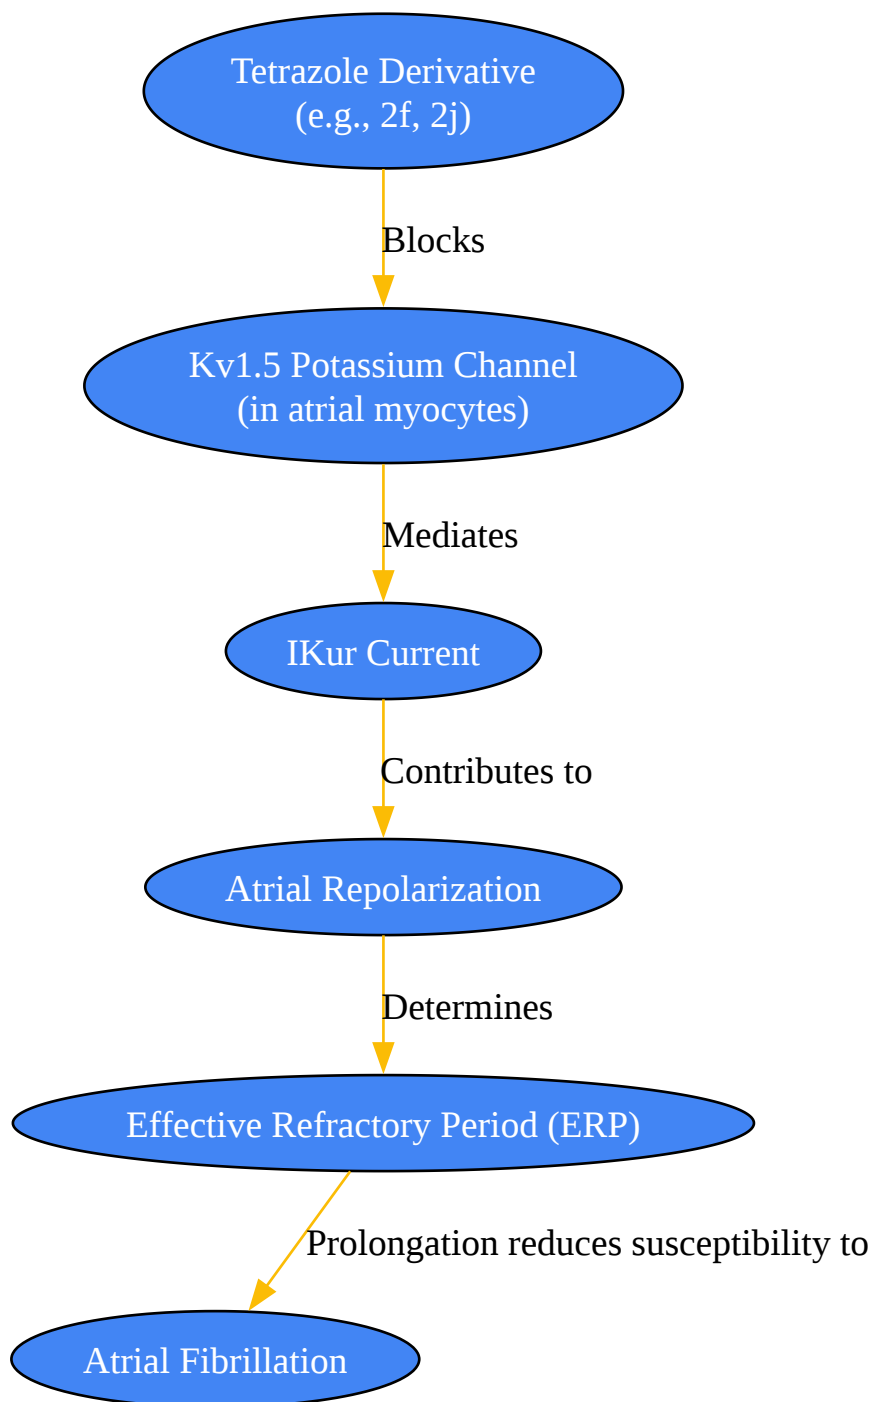 Tetrazole Derivative
(e.g., 2f, 2j)
Blocks
Kv1.5 Potassium Channel
(in atrial myocytes)
Mediates
IKur Current
Contributes to
Atrial Repolarization
Determines
Effective Refractory Period (ERP)
Prolongation reduces susceptibility to
Atrial Fibrillation